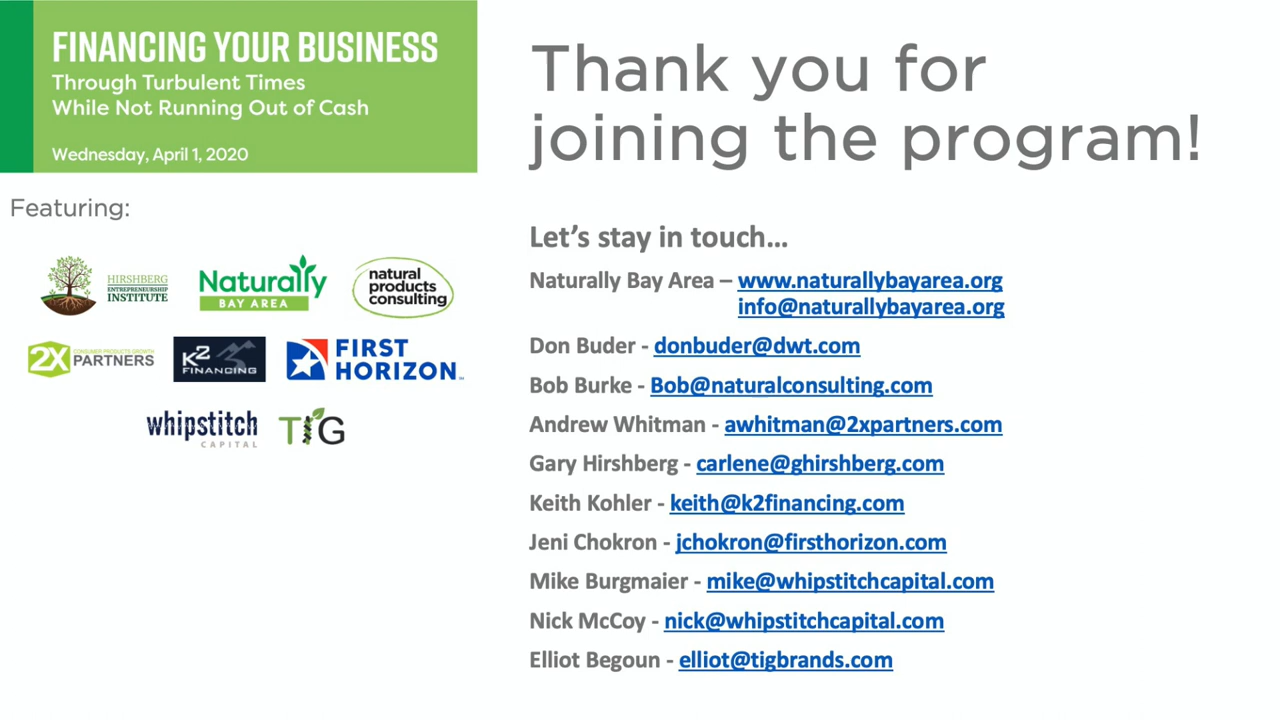 FINANCING YOUR BUSINESS
Through Turbulent Times
While Not Running Out of Cash
Wednesday, April 1, 2020
Featuring:
HIRSHBERG
ENTREPRENEURSHIP
INSTITUTE
Naturally
BAY AREA
natural
products
consulting
2X
CONSUMER PRODUCTS GROWTH
PARTNERS
K2
FINANCING
FIRST
HORIZON
whipstitch
CAPITAL
TIG
Thank you for
joining the program!
Let's stay in touch…
Naturally Bay Area – www.naturallybayarea.org
info@naturallybayarea.org
Don Buder - donbuder@dwt.com
Bob Burke - Bob@naturalconsulting.com
Andrew Whitman - awhitman@2xpartners.com
Gary Hirshberg - carlene@ghirshberg.com
Keith Kohler - keith@k2financing.com
Jeni Chokron - jchokron@firsthorizon.com
Mike Burgmaier - mike@whipstitchcapital.com
Nick McCoy - nick@whipstitchcapital.com
Elliot Begoun - elliot@tigbrands.com